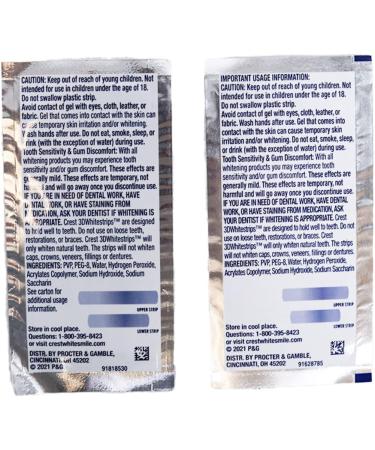 CAUTION: Keep out of reach of young children. Not
intended for use in children under the age of 18.
Do not swallow plastic strip.
Avoid contact of gel with eyes, cloth, leather, or
fabric. Gel that comes into contact with the skin can
cause temporary skin irritation and/or whitening.
Wash hands after use. Do not eat, smoke, sleep, or
drink (with the exception of water) during use.
Tooth Sensitivity & Gum Discomfort: With all
whitening products you may experience tooth
sensitivity and/or gum discomfort. These effects are
generally mild. These effects are temporary, not
harmful and will go away once you discontinue use.
IF YOU ARE IN NEED OF DENTAL WORK, HAVE
DENTAL WORK, OR HAVE STAINING FROM
MEDICATION, ASK YOUR DENTIST IF WHITENING IS
APPROPRIATE. Crest 3DWhitestrips™ are designed
to hold well to teeth. Do not use on loose teeth,
restorations, or braces. Crest 3DWhitestrips™ will
only whiten natural teeth. The strips will not whiten
caps, crowns, veneers, fillings, or dentures.
INGREDIENTS: PVP, PEG-8, Water, Hydrogen Peroxide,
Acrylates Copolymer, Sodium Hydroxide, Sodium
Saccharin
See carton for
additional usage
information.
UPPER STRIP
LOWER STRIP
Store in cool place.
Questions: 1-800-395-8423
or visit crestwhitesmile.com
DISTR. BY PROCTER & GAMBLE,
CINCINNATI, OH 45202
© 2021 P&G
91818530
IMPORTANT USAGE INFORMATION:
CAUTION: Keep out of reach of young children. Not
intended for use in children under the age of 18.
Do not swallow plastic strip.
Avoid contact of gel with eyes, cloth, leather, or
fabric. Wash hands after use. Gel that comes into
contact with the skin can cause temporary skin
irritation and/or whitening. Do not eat, smoke, sleep,
or drink (with the exception of water) during use.
Tooth Sensitivity & Gum Discomfort: With all
whitening products you may experience tooth
sensitivity and/or gum discomfort. These effects are
generally mild. These effects are temporary, not
harmful and will go away once you discontinue use.
IF YOU ARE IN NEED OF DENTAL WORK, HAVE DENTAL
WORK, OR HAVE STAINING FROM MEDICATION, ASK
YOUR DENTIST IF WHITENING IS APPROPRIATE. Crest
3DWhitestrips™ are designed to hold well to teeth. Do
not use on loose teeth, restorations, or braces. Crest
3DWhitestrips™ will only whiten natural teeth. The strips
will not whiten caps, crowns, veneers, fillings or dentures.
INGREDIENTS: PVP, PEG-8, Water, Hydrogen Peroxide,
Acrylates Copolymer, Sodium Hydroxide, Sodium Saccharin
UPPER STRIP
LOWER STRIP
Store in cool place.
Questions: 1-800-395-8423
or visit crestwhitesmile.com
© 2021 P&G
DISTR. BY PROCTER & GAMBLE,
CINCINNATI, OH 45202
91628785